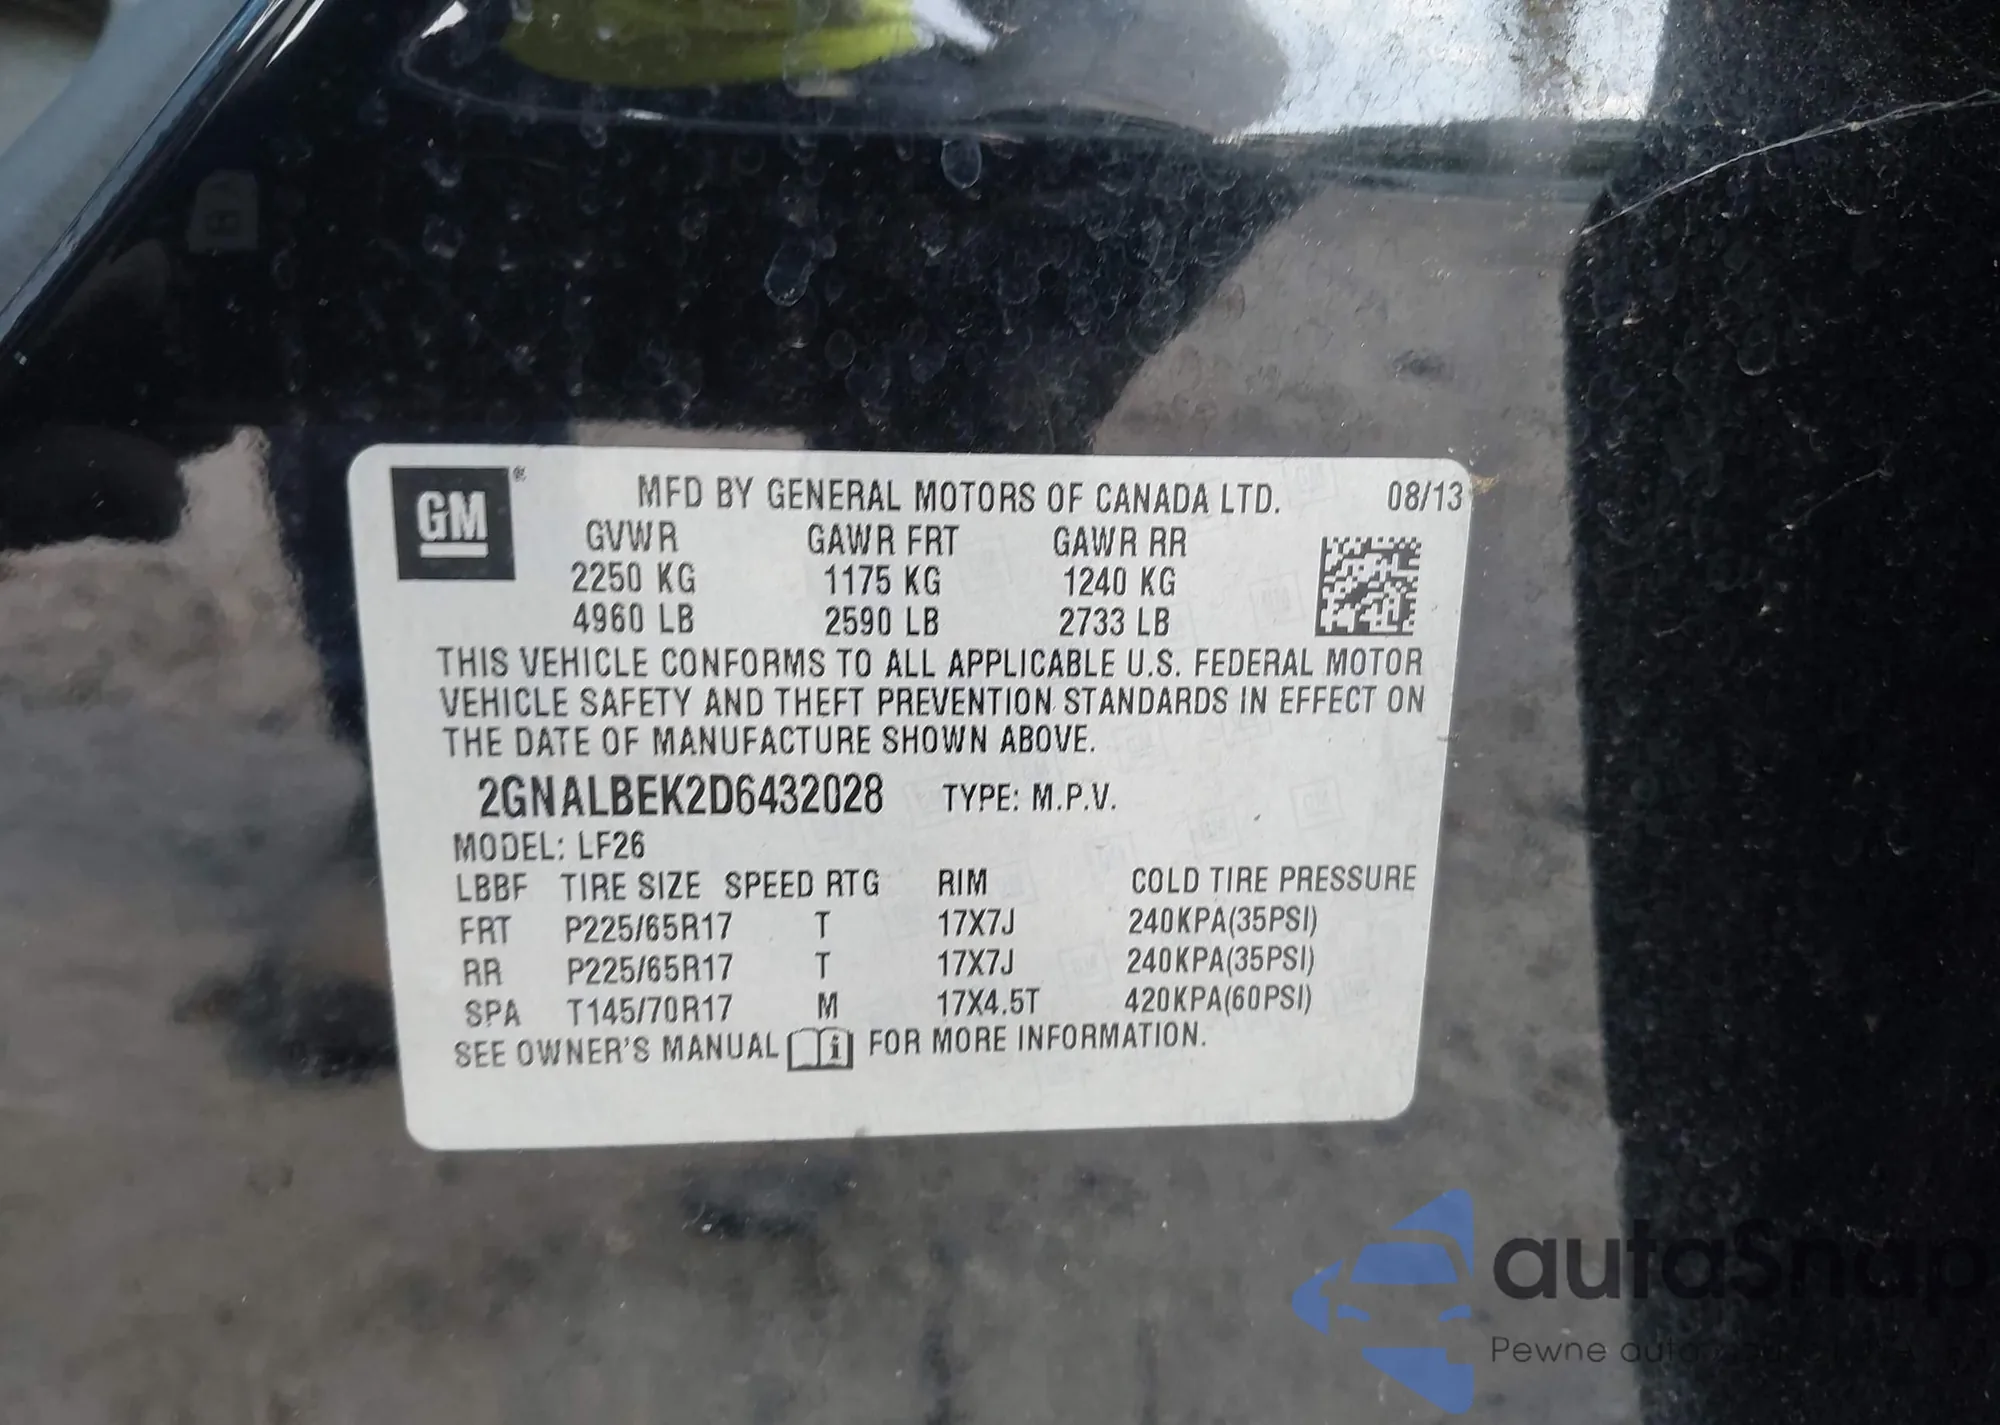 GM ® MFD BY GENERAL MOTORS OF CANADA LTD. 08/13
GVWR GAWR FRT GAWR RR
2250 KG 1175 KG 1240 KG
4960 LB 2590 LB 2733 LB
THIS VEHICLE CONFORMS TO ALL APPLICABLE U.S. FEDERAL MOTOR
VEHICLE SAFETY AND THEFT PREVENTION STANDARDS IN EFFECT ON
THE DATE OF MANUFACTURE SHOWN ABOVE.
2GNALBEK2D6432028 TYPE: M.P.V.
MODEL: LF26
LBBF TIRE SIZE SPEED RTG RIM COLD TIRE PRESSURE
FRT P225/65R17 T 17X7J 240KPA(35PSI)
RR P225/65R17 T 17X7J 240KPA(35PSI)
SPA T145/70R17 M 17X4.5T 420KPA(60PSI)
SEE OWNER'S MANUAL i FOR MORE INFORMATION.
autaSnap
Pewne auta